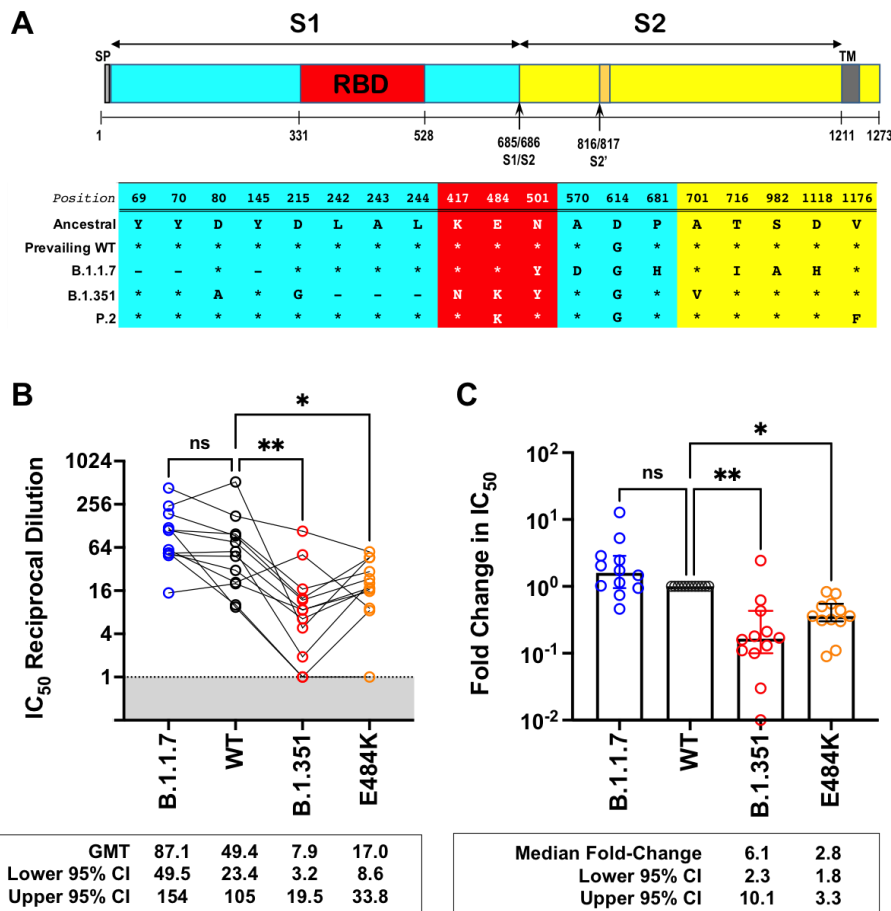 A
S1 S2
SP TM
RBD
1 331 528 685/686 816/817 1211 1273
S1/S2 S2'
Position 69 70 80 145 215 242 243 244 417 484 501 570 614 681 701 716 982 1118 1176
Ancestral Y Y D Y D L A L K E N A D P A T S D V
Prevailing WT * * * * * * * * * * * * G * * * * * *
B.1.1.7 – – * – * * * * * * Y D G H * I A H *
B.1.351 * * A * G – – – N K Y * G * V * * * *
P.2 * * * * * * * * * K * * G * * * * * F
B
*
ns **
IC50 Reciprocal Dilution
1024
256
64
16
4
1
B.1.1.7 WT B.1.351 E484K
GMT 87.1 49.4 7.9 17.0
Lower 95% CI 49.5 23.4 3.2 8.6
Upper 95% CI 154 105 19.5 33.8
C
*
ns **
Fold Change in IC50
10^2
10^1
10^0
10^-1
10^-2
B.1.1.7 WT B.1.351 E484K
Median Fold-Change 6.1 2.8
Lower 95% CI 2.3 1.8
Upper 95% CI 10.1 3.3